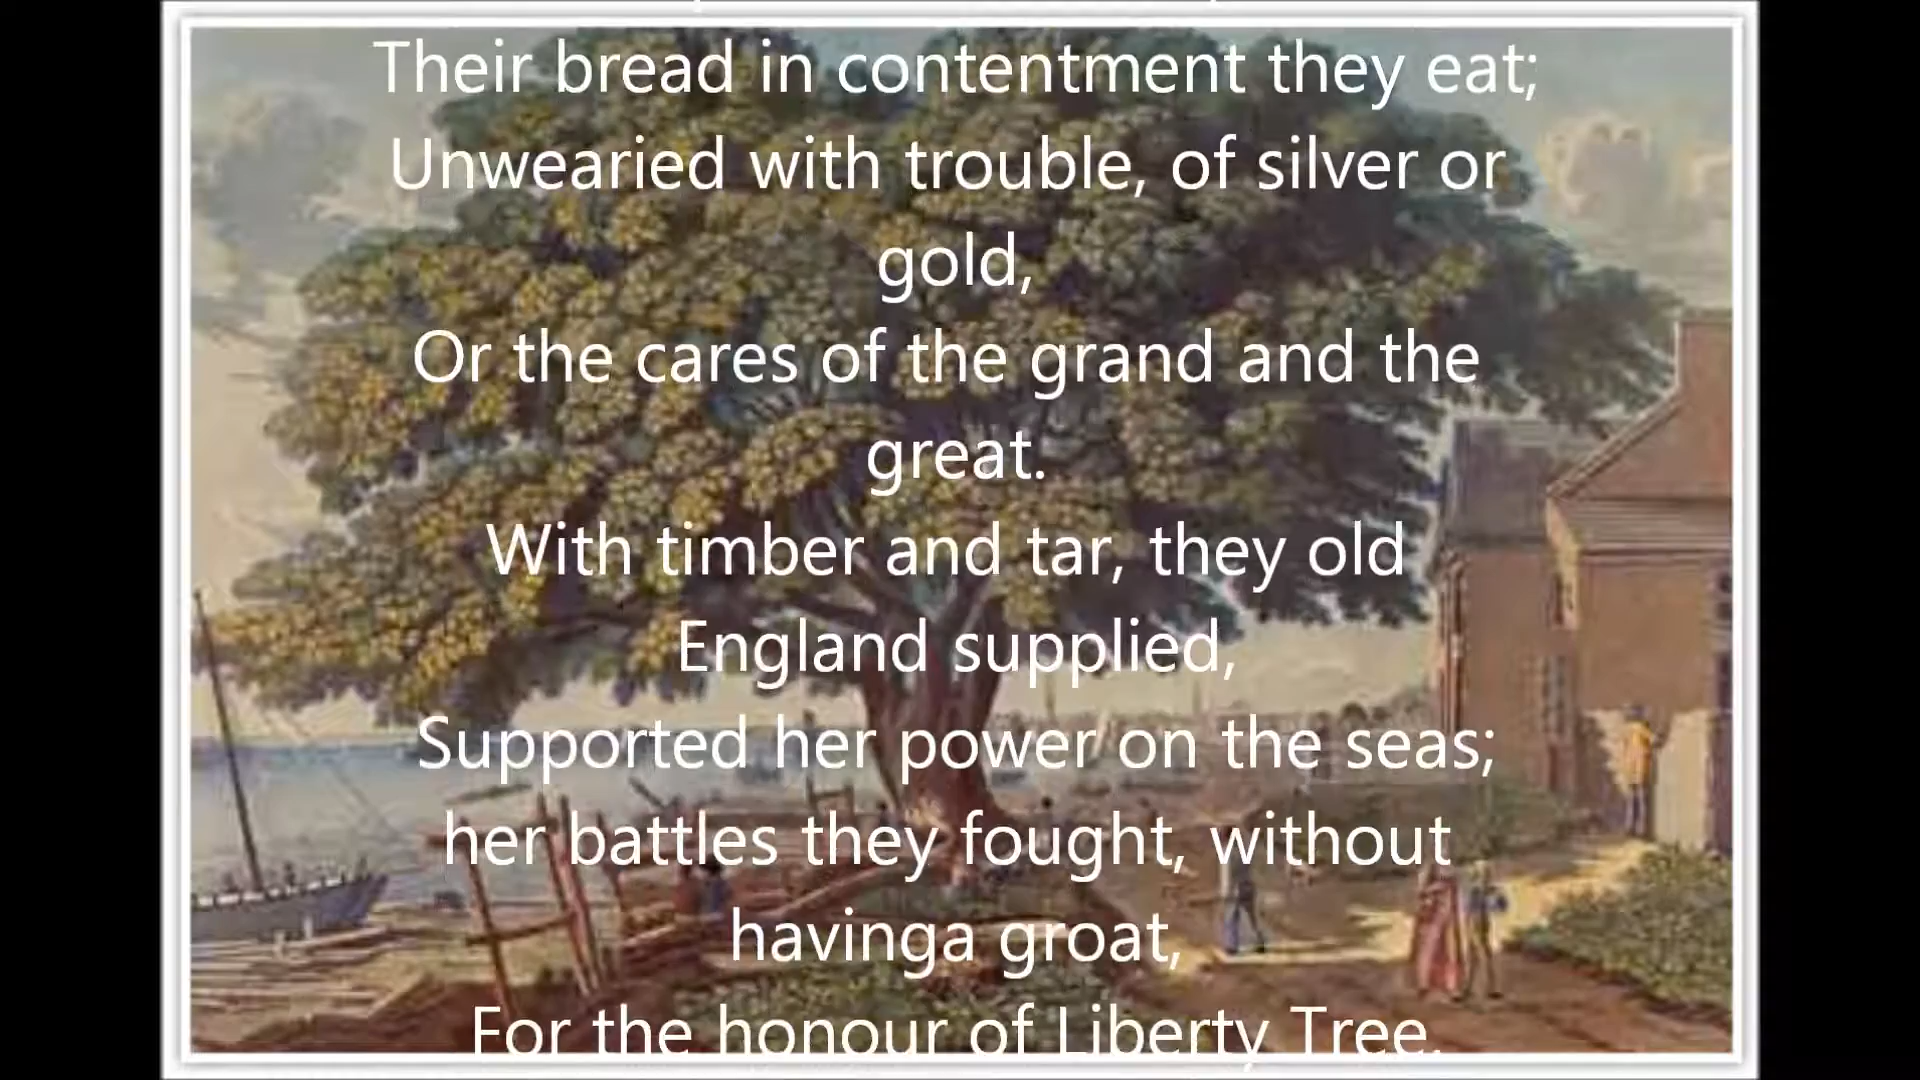 Their bread in contentment they eat;
Unwearied with trouble, of silver or
gold,
Or the cares of the grand and the
great.
With timber and tar, they old
England supplied,
Supported her power on the seas;
her battles they fought, without
havinga groat,
For the honour of Liberty Tree.